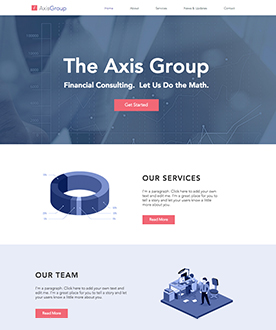 AxisGroup
Home About Services News & Updates Contact
The Axis Group
Financial Consulting. Let Us Do the Math.
Get Started
OUR SERVICES
I'm a paragraph. Click here to add your own
text and edit me. I'm a great place for you to
tell a story and let your users know a little
more about you.
Read More
OUR TEAM
I'm a paragraph. Click here to add your own text and
edit me. I'm a great place for you to tell a story and let
your users know a little more about you.
Read More